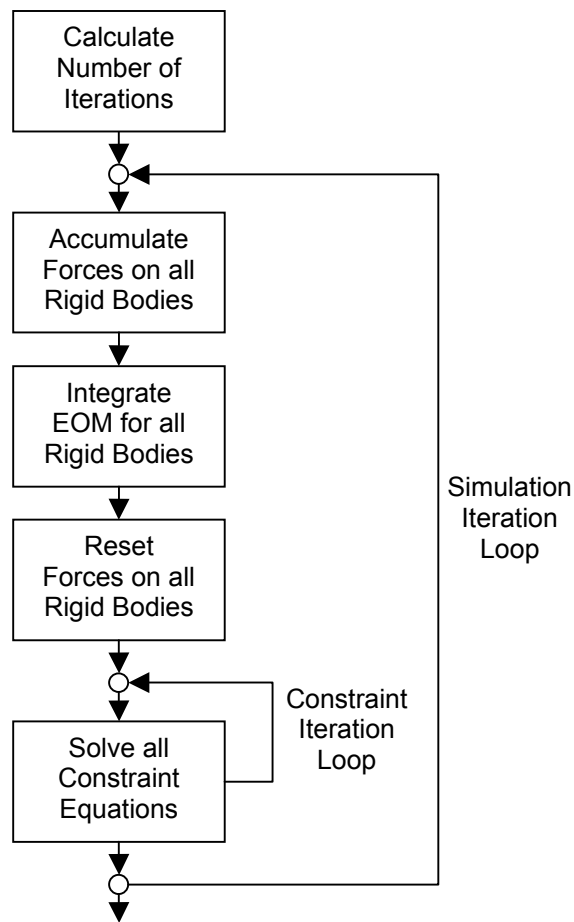 Calculate
Number of
Iterations
Accumulate
Forces on all
Rigid Bodies
Integrate
EOM for all
Rigid Bodies
Simulation
Iteration
Loop
Reset
Forces on all
Rigid Bodies
Constraint
Iteration
Loop
Solve all
Constraint
Equations